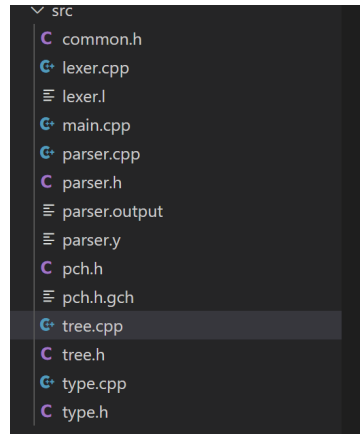 src
C common.h
C++ lexer.cpp
lexer.l
C++ main.cpp
C++ parser.cpp
C parser.h
parser.output
parser.y
C pch.h
pch.h.gch
C++ tree.cpp
C tree.h
C++ type.cpp
C type.h